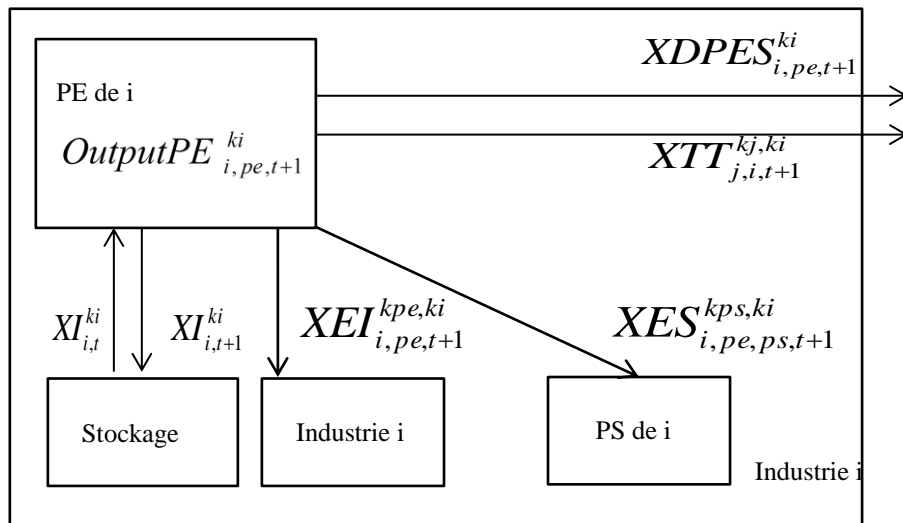 XDPES^{ki}_{i,pe,t+1}
PE de i
OutputPE^{ki}_{i,pe,t+1}
XTT^{kj,ki}_{j,i,t+1}
XI^{ki}_{i,t}
XI^{ki}_{i,t+1}
XEI^{kpe,ki}_{i,pe,t+1}
XES^{kps,ki}_{i,pe,ps,t+1}
Stockage
Industrie i
PS de i
Industrie i